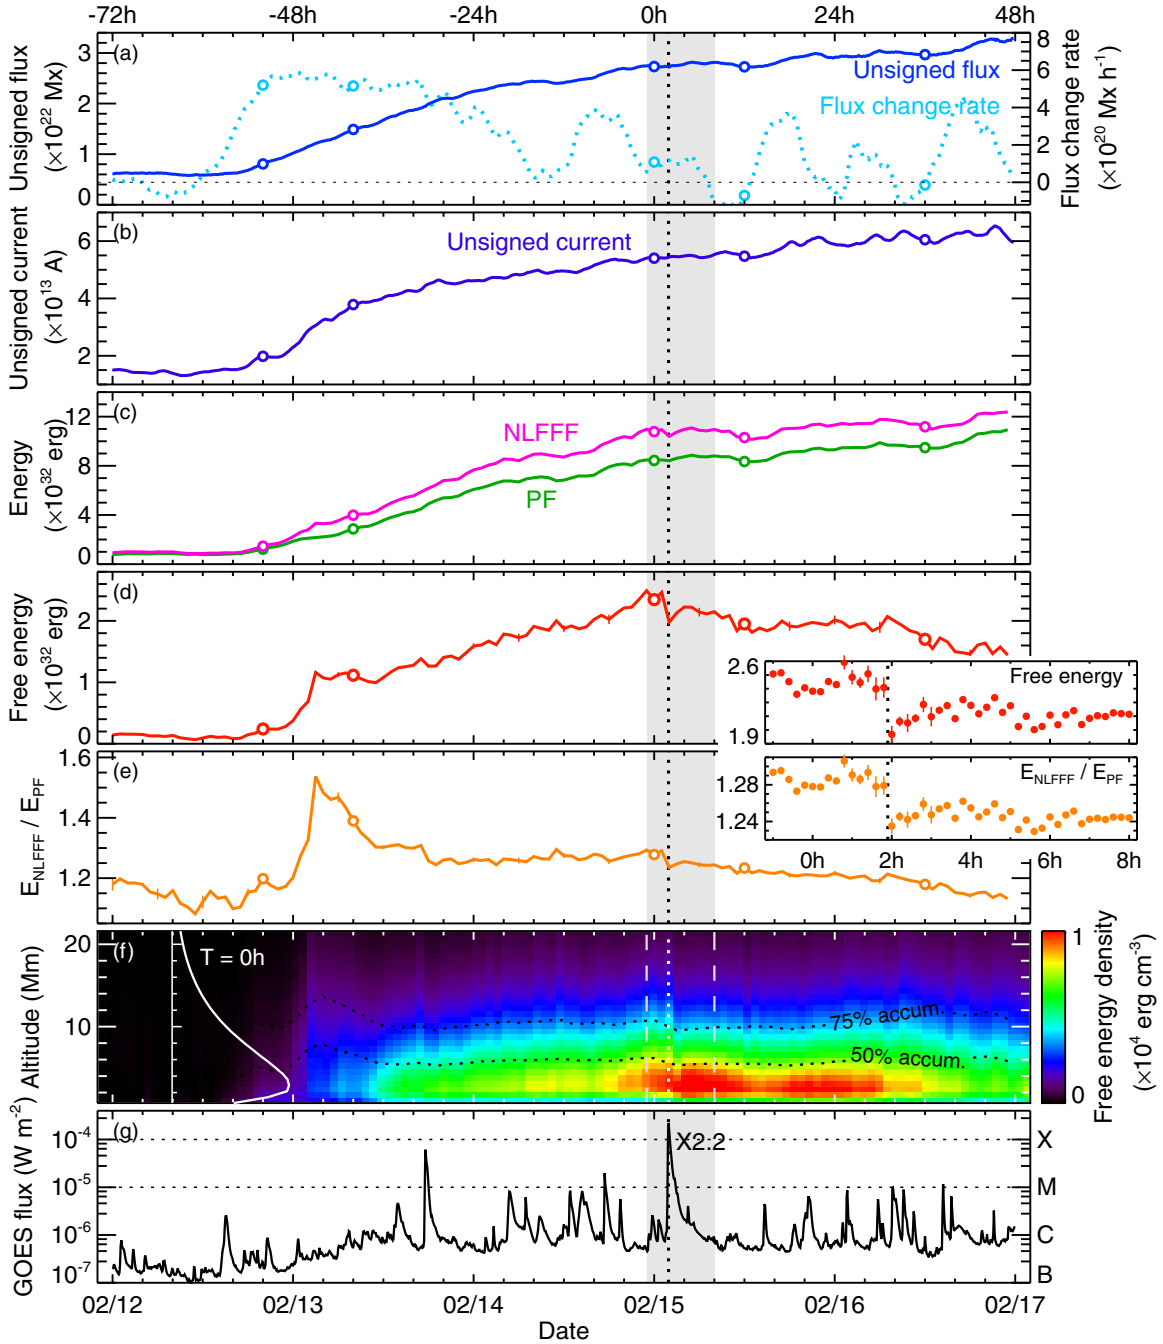 -72h -48h -24h 0h 24h 48h
(a)
Unsigned flux
(×10²² Mx)
3
2
1
0
Unsigned flux
Flux change rate
8
6
4
2
0
Flux change rate
(×10²⁰ Mx h⁻¹)
(b)
Unsigned current
(×10¹³ A)
6
4
2
Unsigned current
(c)
Energy
(×10³² erg)
12
8
4
0
NLFFF
PF
(d)
Free energy
(×10³² erg)
2
1
0
2.6
1.9
Free energy
(e)
E_NLFFF / E_PF
1.6
1.4
1.2
1.28
1.24
E_NLFFF / E_PF
0h 2h 4h 6h 8h
(f)
Altitude (Mm)
20
10
T = 0h
75% accum.
50% accum.
1
0
Free energy density
(×10⁴ erg cm⁻³)
(g)
GOES flux (W m⁻²)
10⁻⁴
10⁻⁵
10⁻⁶
10⁻⁷
X2.2
X
M
C
B
02/12 02/13 02/14 02/15 02/16 02/17
Date